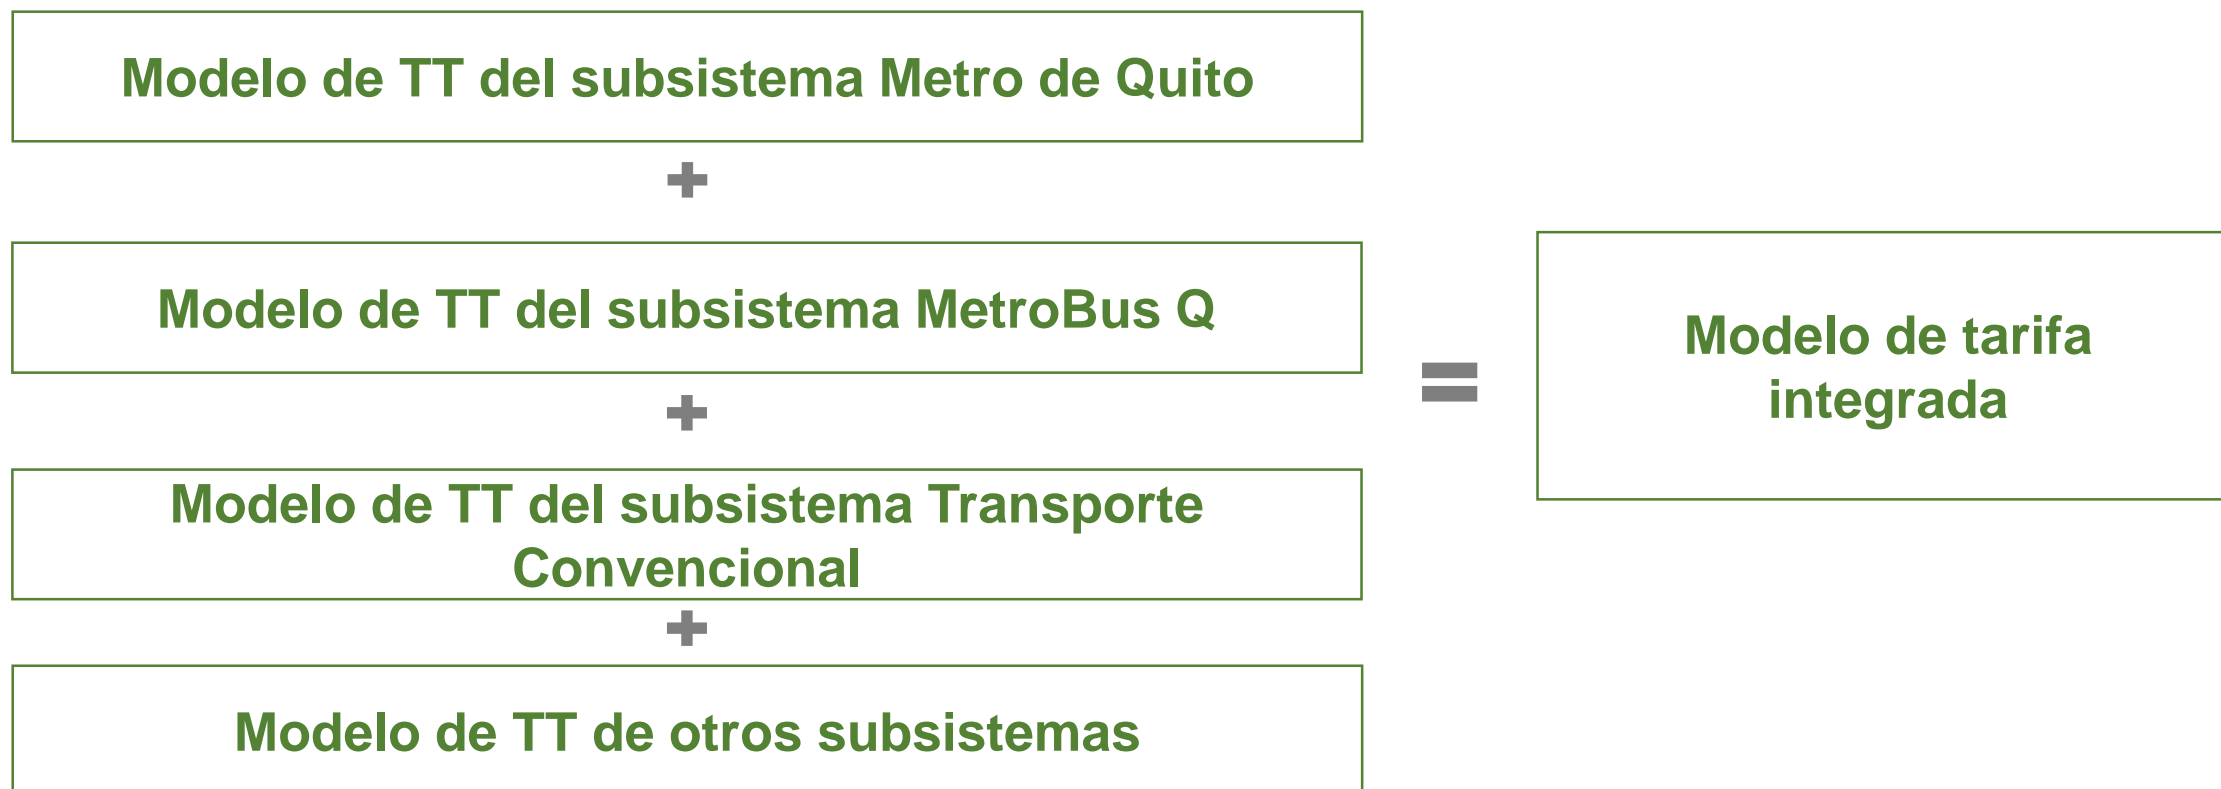 Modelo de TT del subsistema Metro de Quito
+
Modelo de TT del subsistema MetroBus Q
+
Modelo de TT del subsistema Transporte
Convencional
+
Modelo de TT de otros subsistemas
=
Modelo de tarifa
integrada